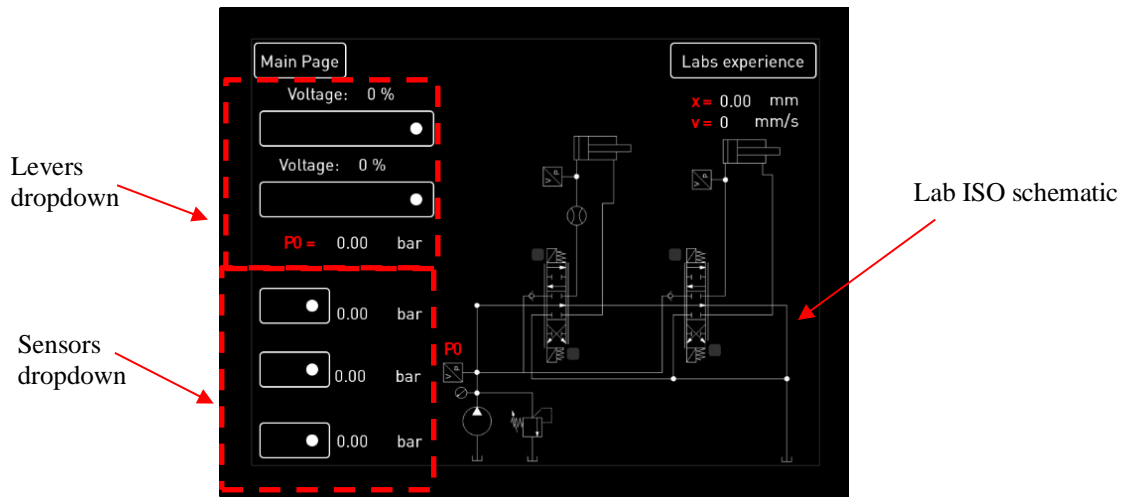 Main Page
Labs experience
Voltage: 0 %
x = 0.00 mm
v = 0 mm/s
Levers
dropdown
Voltage: 0 %
Lab ISO schematic
P0 = 0.00 bar
0.00 bar
Sensors
dropdown
P0
0.00 bar
0.00 bar
V P
V P
V P